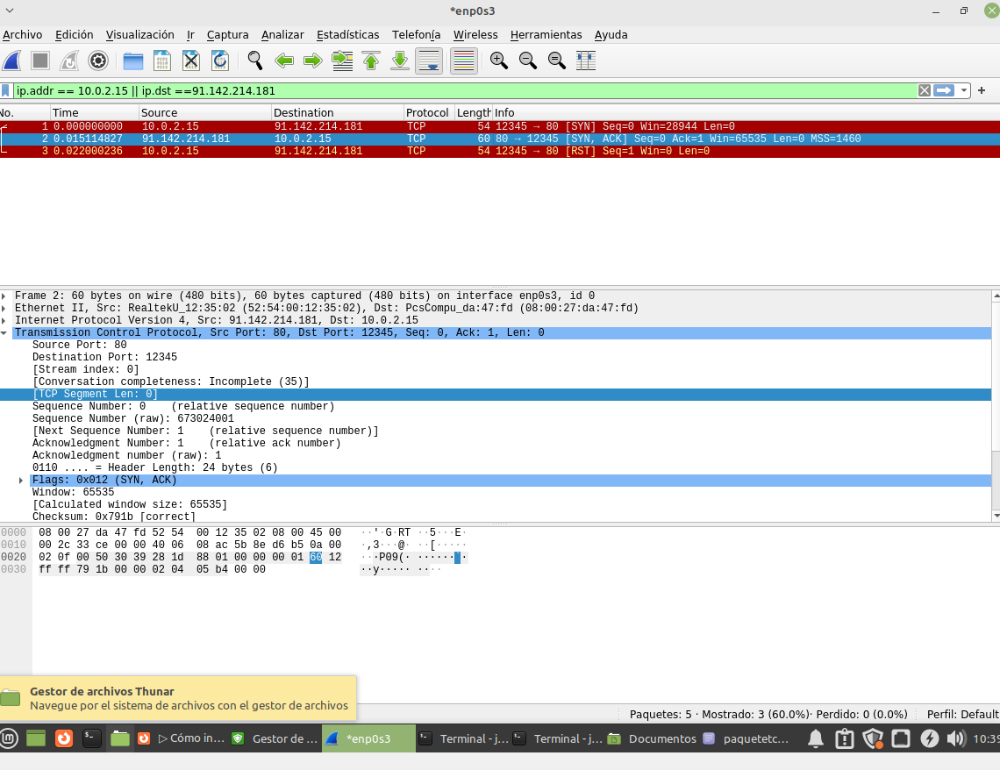 *enp0s3
Archivo Edición Visualización Ir Captura Analizar Estadísticas Telefonía Wireless Herramientas Ayuda
ip.addr == 10.0.2.15 || ip.dst ==91.142.214.181
No. Time Source Destination Protocol Length Info
1 0.000000000 10.0.2.15 91.142.214.181 TCP 54 12345 → 80 [SYN] Seq=0 Win=28944 Len=0
2 0.015114827 91.142.214.181 10.0.2.15 TCP 60 80 → 12345 [SYN, ACK] Seq=0 Ack=1 Win=65535 Len=0 MSS=1460
3 0.022000236 10.0.2.15 91.142.214.181 TCP 54 12345 → 80 [RST] Seq=1 Win=0 Len=0
Frame 2: 60 bytes on wire (480 bits), 60 bytes captured (480 bits) on interface enp0s3, id 0
Ethernet II, Src: RealtekU_12:35:02 (52:54:00:12:35:02), Dst: PcsCompu_da:47:fd (08:00:27:da:47:fd)
Internet Protocol Version 4, Src: 91.142.214.181, Dst: 10.0.2.15
Transmission Control Protocol, Src Port: 80, Dst Port: 12345, Seq: 0, Ack: 1, Len: 0
Source Port: 80
Destination Port: 12345
[Stream index: 0]
[Conversation completeness: Incomplete (35)]
[TCP Segment Len: 0]
Sequence Number: 0 (relative sequence number)
Sequence Number (raw): 673024001
[Next Sequence Number: 1 (relative sequence number)]
Acknowledgment Number: 1 (relative ack number)
Acknowledgment number (raw): 1
0110 .... = Header Length: 24 bytes (6)
Flags: 0x012 (SYN, ACK)
Window: 65535
[Calculated window size: 65535]
Checksum: 0x791b [correct]
0000 08 00 27 da 47 fd 52 54 00 12 35 02 08 00 45 00 ··'·G·RT ··5···E·
0010 00 2c 33 ce 00 00 40 06 08 ac 5b 8e d6 b5 0a 00 ·,3···@· ··[·····
0020 02 0f 00 50 30 39 28 1d 88 01 00 00 00 01 60 12 ···P09(· ······`·
0030 ff ff 79 1b 00 00 02 04 05 b4 00 00 ··y····· ····
Gestor de archivos Thunar
Navegue por el sistema de archivos con el gestor de archivos
Paquetes: 5 · Mostrado: 3 (60.0%) · Perdido: 0 (0.0%) Perfil: Default
▷ Cómo in... Gestor de ... *enp0s3 Terminal - j... Terminal - j... Documentos paquetetc... 10:39